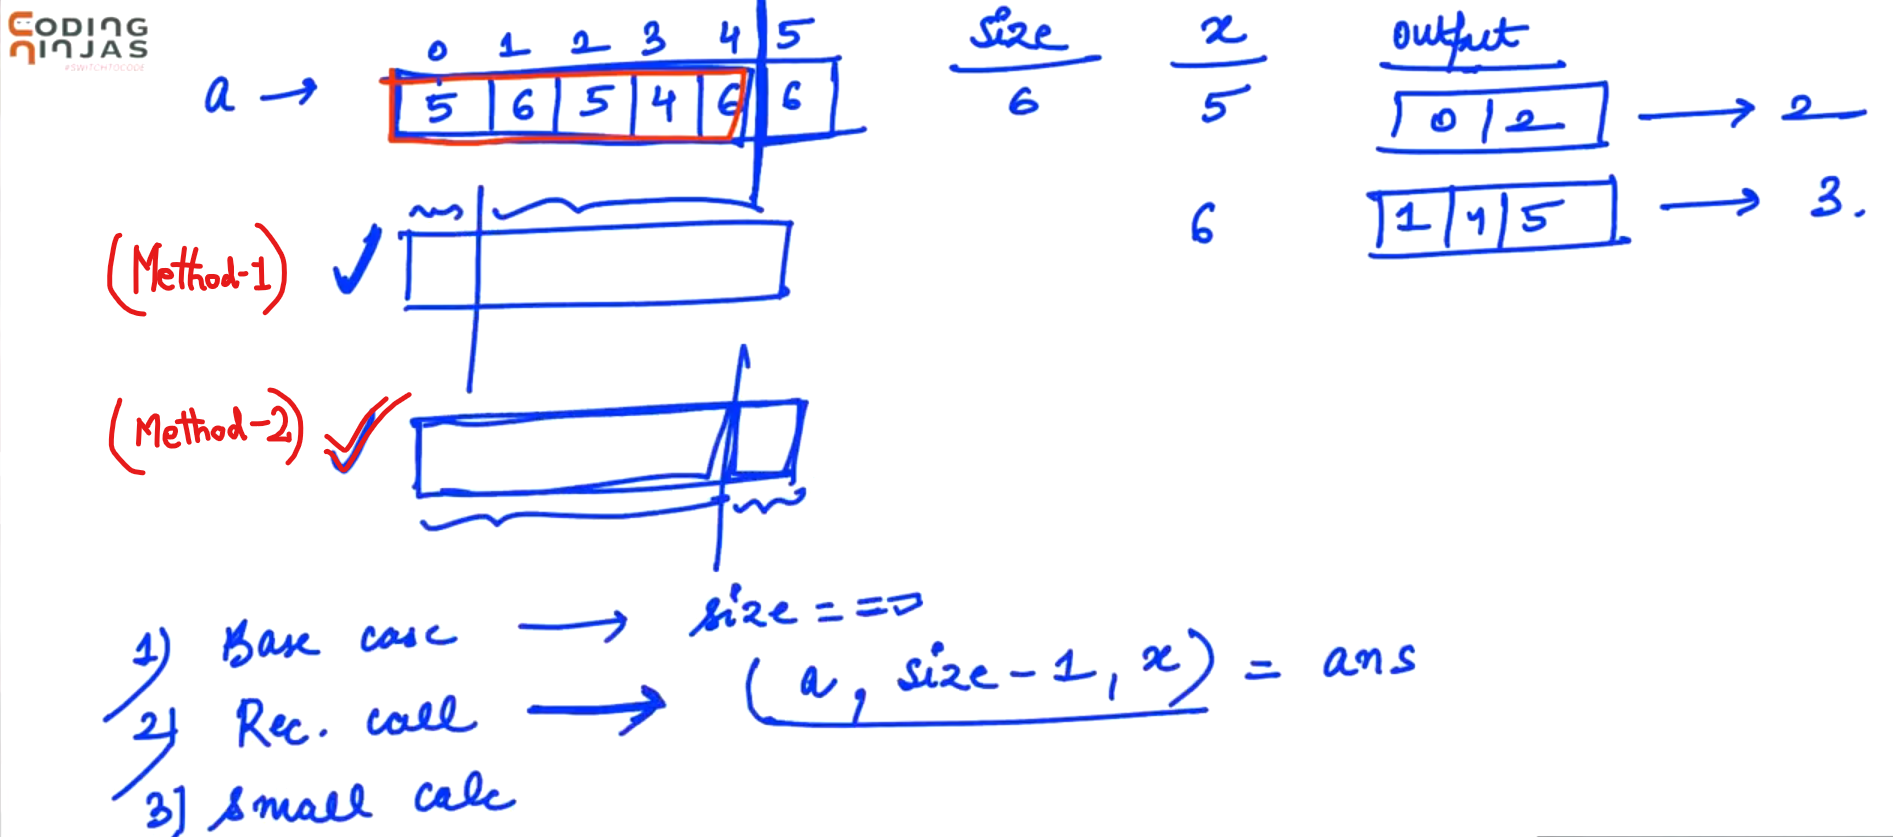 CODING
NINJAS
#SWITCHTOCODE
0 1 2 3 4 5 size x output
a → 5 6 5 4 6 6 6 5 0 2 → 2
6 1 4 5 → 3.
(Method-1)
(Method-2)
1) Base case → size ==0
2) Rec. call → (a, size-1, x) = ans
3] small calc